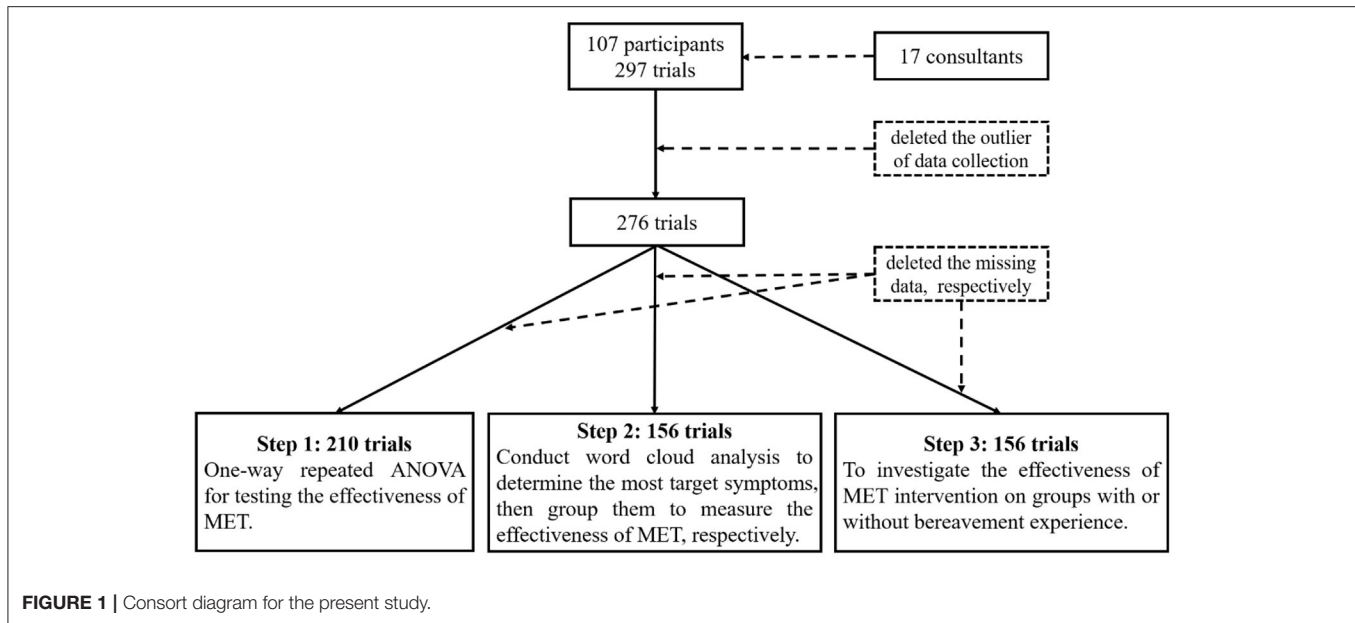 107 participants
297 trials
17 consultants
deleted the outlier
of data collection
276 trials
deleted the missing
data, respectively
Step 1: 210 trials
One-way repeated ANOVA
for testing the effectiveness of
MET.
Step 2: 156 trials
Conduct word cloud analysis to
determine the most target symptoms,
then group them to measure the
effectiveness of MET, respectively.
Step 3: 156 trials
To investigate the effectiveness of
MET intervention on groups with or
without bereavement experience.
FIGURE 1 | Consort diagram for the present study.